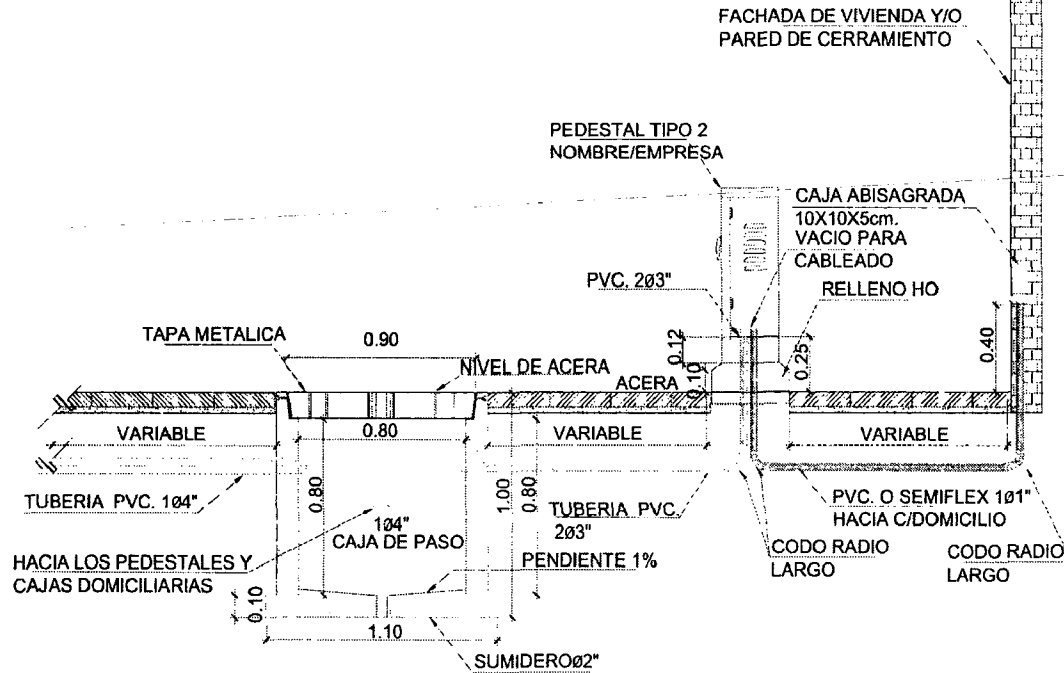 FACHADA DE VIVIENDA Y/O
PARED DE CERRAMIENTO
PEDESTAL TIPO 2
NOMBRE/EMPRESA
CAJA ABISAGRADA
10X10X5cm.
VACIO PARA
CABLEADO
PVC. 2ø3"
RELLENO HO
TAPA METALICA
0.90
NIVEL DE ACERA
ACERA
0.12
0.10
0.25
0.40
VARIABLE
0.80
VARIABLE
VARIABLE
TUBERIA PVC. 1ø4"
0.80
1.00
0.80
1ø4"
CAJA DE PASO
TUBERIA PVC.
2ø3"
PVC. O SEMIFLEX 1ø1"
HACIA C/DOMICILIO
HACIA LOS PEDESTALES Y
CAJAS DOMICILIARIAS
PENDIENTE 1%
CODO RADIO
LARGO
CODO RADIO
LARGO
0.10
1.10
SUMIDEROø2"